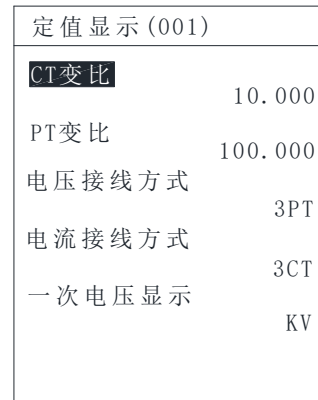 定值显示(001)
CT变比
10.000
PT变比
100.000
电压接线方式
3PT
电流接线方式
3CT
一次电压显示
KV